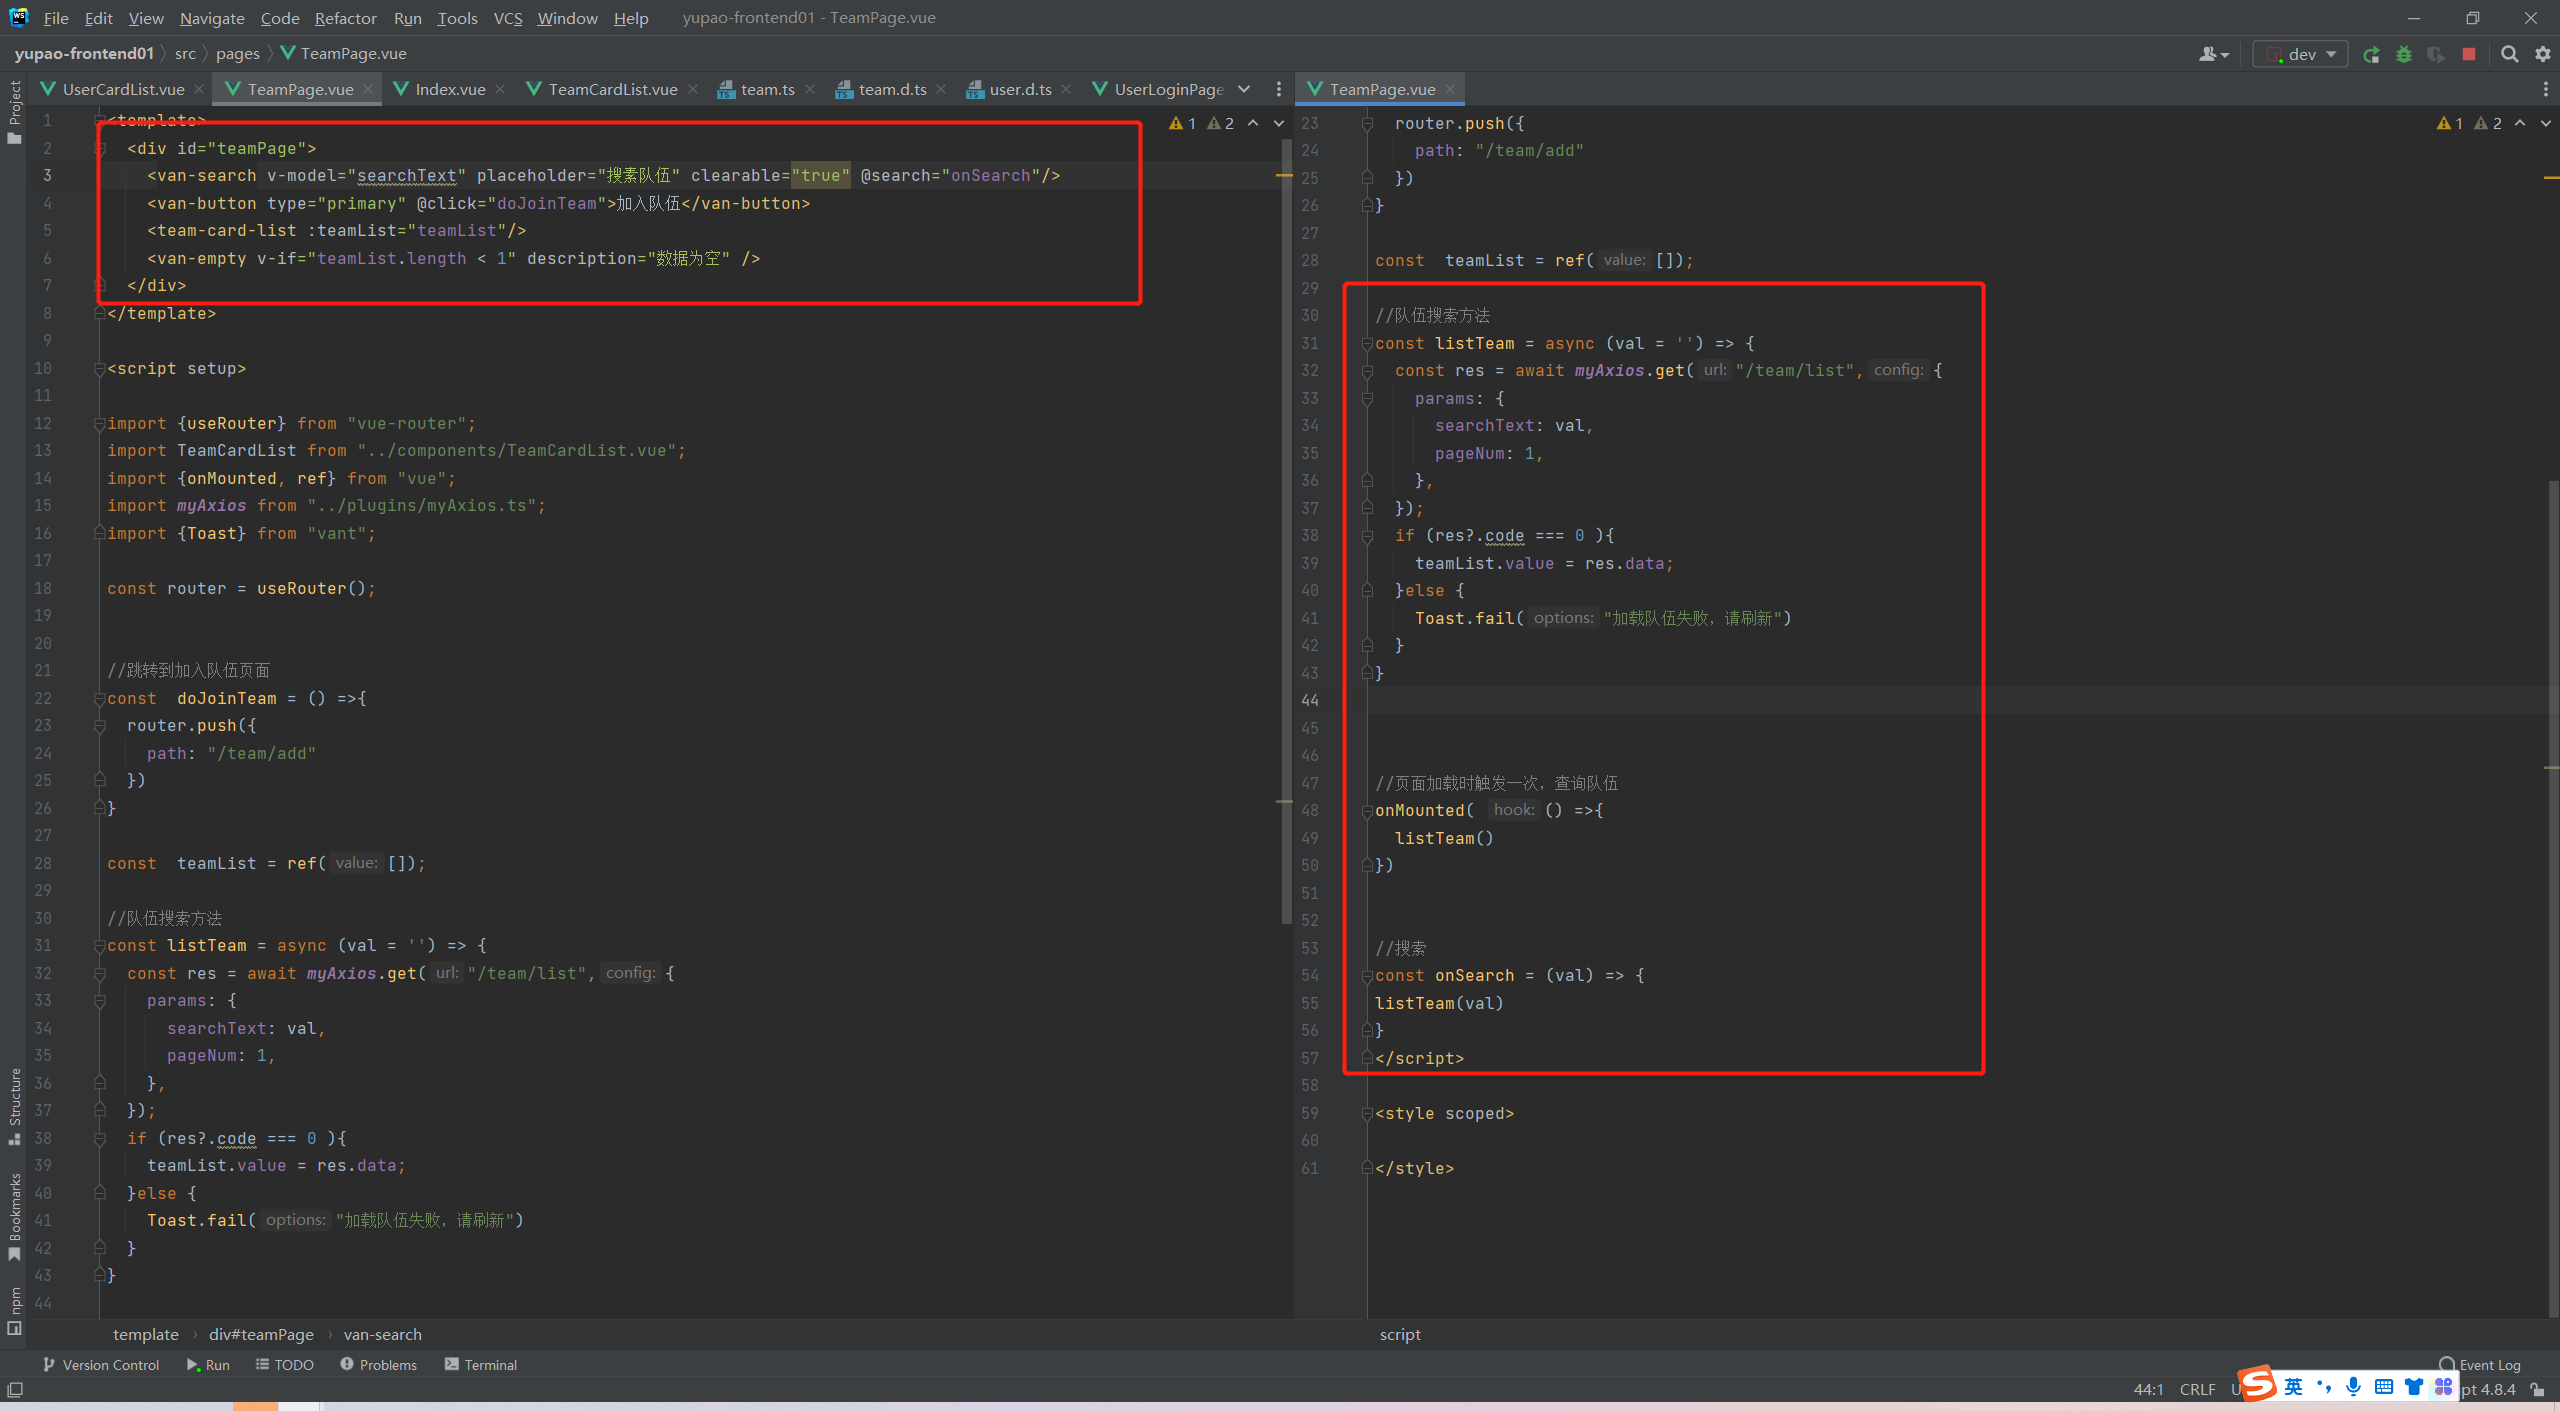 File Edit View Navigate Code Refactor Run Tools VCS Window Help yupao-frontend01 - TeamPage.vue
yupao-frontend01 src pages TeamPage.vue dev
UserCardList.vue TeamPage.vue Index.vue TeamCardList.vue team.ts team.d.ts user.d.ts UserLoginPage TeamPage.vue
Project
Structure
Bookmarks
npm
1 2
1 <template>
2 <div id="teamPage">
3 <van-search v-model="searchText" placeholder="搜素队伍" clearable="true" @search="onSearch"/>
4 <van-button type="primary" @click="doJoinTeam">加入队伍</van-button>
5 <team-card-list :teamList="teamList"/>
6 <van-empty v-if="teamList.length < 1" description="数据为空" />
7 </div>
8 </template>
9
10 <script setup>
11
12 import {useRouter} from "vue-router";
13 import TeamCardList from "../components/TeamCardList.vue";
14 import {onMounted, ref} from "vue";
15 import myAxios from "../plugins/myAxios.ts";
16 import {Toast} from "vant";
17
18 const router = useRouter();
19
20
21 //跳转到加入队伍页面
22 const doJoinTeam = () =>{
23 router.push({
24 path: "/team/add"
25 })
26 }
27
28 const teamList = ref( value: []);
29
30 //队伍搜索方法
31 const listTeam = async (val = '') => {
32 const res = await myAxios.get( url: "/team/list", config: {
33 params: {
34 searchText: val,
35 pageNum: 1,
36 },
37 });
38 if (res?.code === 0 ){
39 teamList.value = res.data;
40 }else {
41 Toast.fail( options: "加载队伍失败，请刷新")
42 }
43 }
44
1 2
23 router.push({
24 path: "/team/add"
25 })
26 }
27
28 const teamList = ref( value: []);
29
30 //队伍搜索方法
31 const listTeam = async (val = '') => {
32 const res = await myAxios.get( url: "/team/list", config: {
33 params: {
34 searchText: val,
35 pageNum: 1,
36 },
37 });
38 if (res?.code === 0 ){
39 teamList.value = res.data;
40 }else {
41 Toast.fail( options: "加载队伍失败，请刷新")
42 }
43 }
44
45
46
47 //页面加载时触发一次，查询队伍
48 onMounted( hook: () =>{
49 listTeam()
50 })
51
52
53 //搜索
54 const onSearch = (val) => {
55 listTeam(val)
56 }
57 </script>
58
59 <style scoped>
60
61 </style>
template div#teamPage van-search script
Version Control Run TODO Problems Terminal Event Log
44:1 CRLF U 英 pt 4.8.4